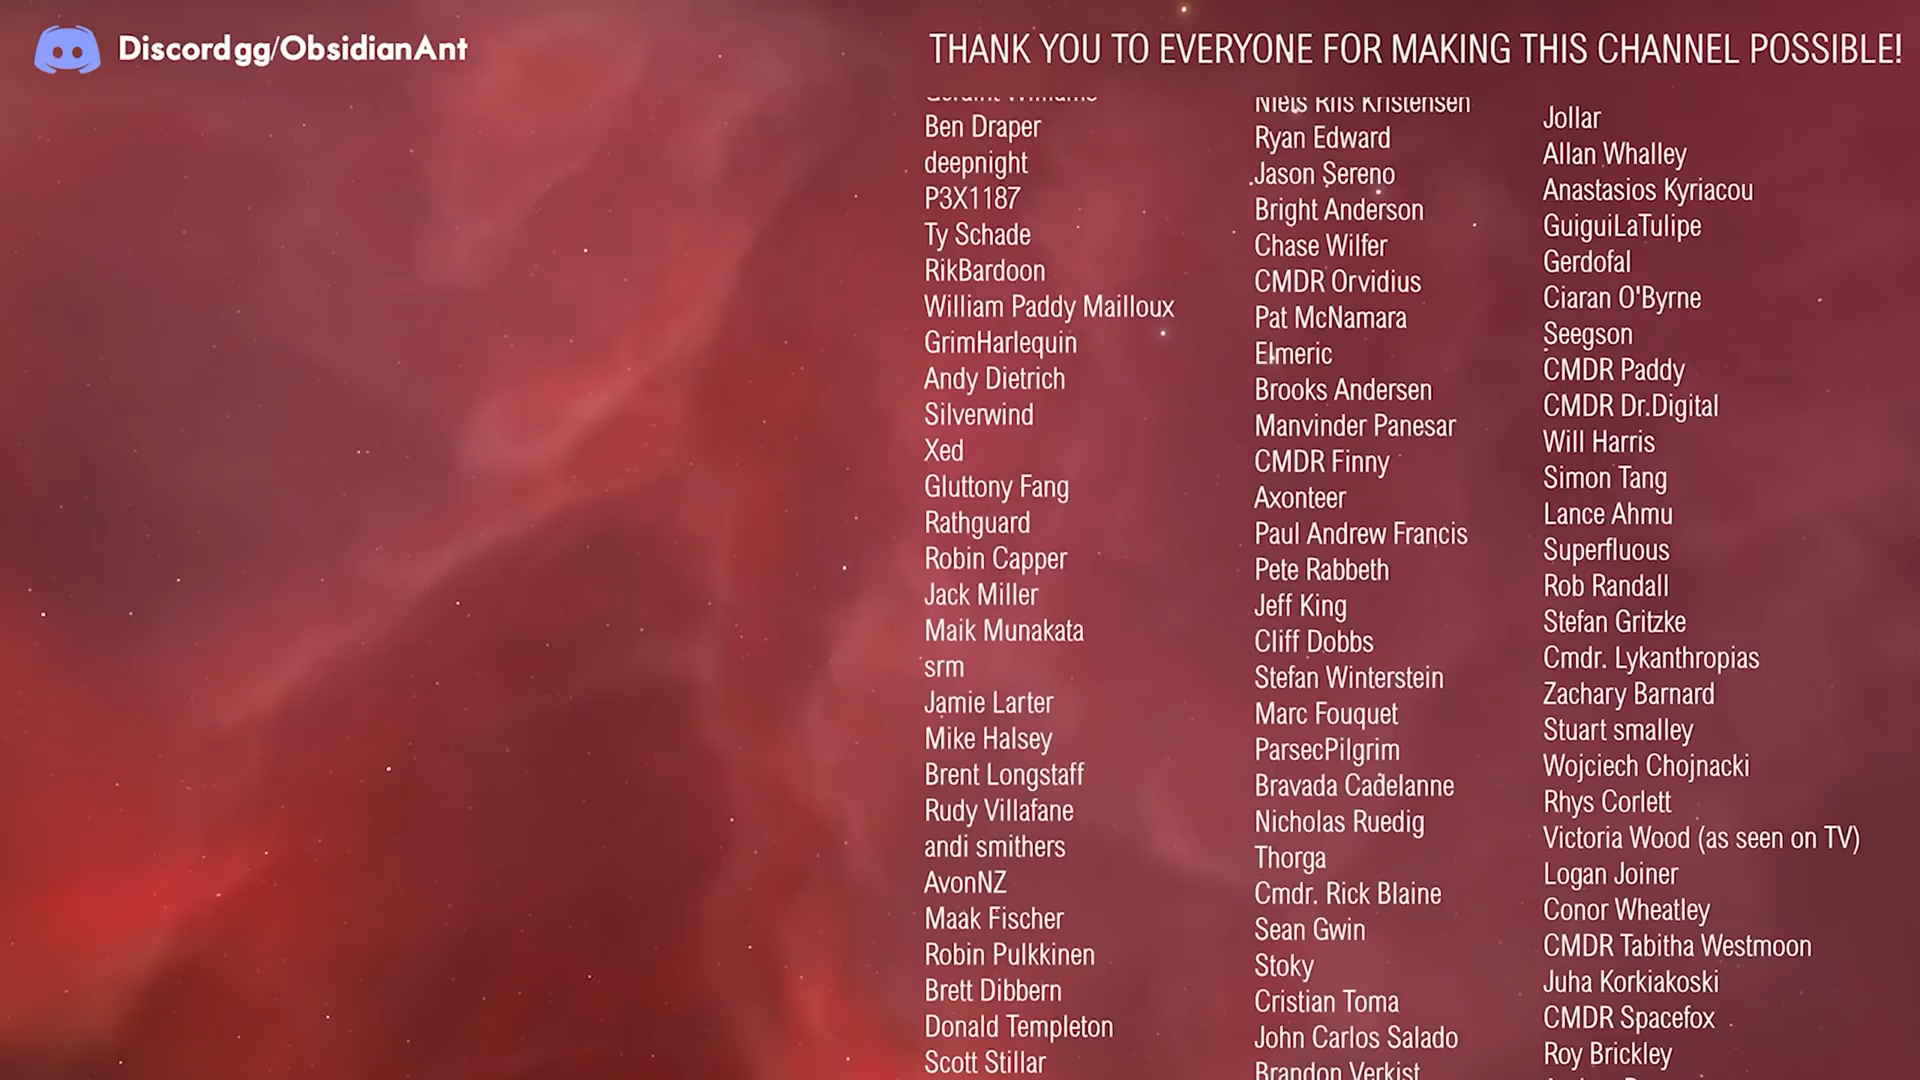 Discordgg/ObsidianAnt
THANK YOU TO EVERYONE FOR MAKING THIS CHANNEL POSSIBLE!
Ben Draper
deepnight
P3X1187
Ty Schade
RikBardoon
William Paddy Mailloux
GrimHarlequin
Andy Dietrich
Silverwind
Xed
Gluttony Fang
Rathguard
Robin Capper
Jack Miller
Maik Munakata
srm
Jamie Larter
Mike Halsey
Brent Longstaff
Rudy Villafane
andi smithers
AvonNZ
Maak Fischer
Robin Pulkkinen
Brett Dibbern
Donald Templeton
Scott Stillar
Niels Riis Kristensen
Ryan Edward
Jason Sereno
Bright Anderson
Chase Wilfer
CMDR Orvidius
Pat McNamara
Elmeric
Brooks Andersen
Manvinder Panesar
CMDR Finny
Axonteer
Paul Andrew Francis
Pete Rabbeth
Jeff King
Cliff Dobbs
Stefan Winterstein
Marc Fouquet
ParsecPilgrim
Bravada Cadelanne
Nicholas Ruedig
Thorga
Cmdr. Rick Blaine
Sean Gwin
Stoky
Cristian Toma
John Carlos Salado
Brandon Verkist
Jollar
Allan Whalley
Anastasios Kyriacou
GuiguiLaTulipe
Gerdofal
Ciaran O'Byrne
Seegson
CMDR Paddy
CMDR Dr.Digital
Will Harris
Simon Tang
Lance Ahmu
Superfluous
Rob Randall
Stefan Gritzke
Cmdr. Lykanthropias
Zachary Barnard
Stuart smalley
Wojciech Chojnacki
Rhys Corlett
Victoria Wood (as seen on TV)
Logan Joiner
Conor Wheatley
CMDR Tabitha Westmoon
Juha Korkiakoski
CMDR Spacefox
Roy Brickley